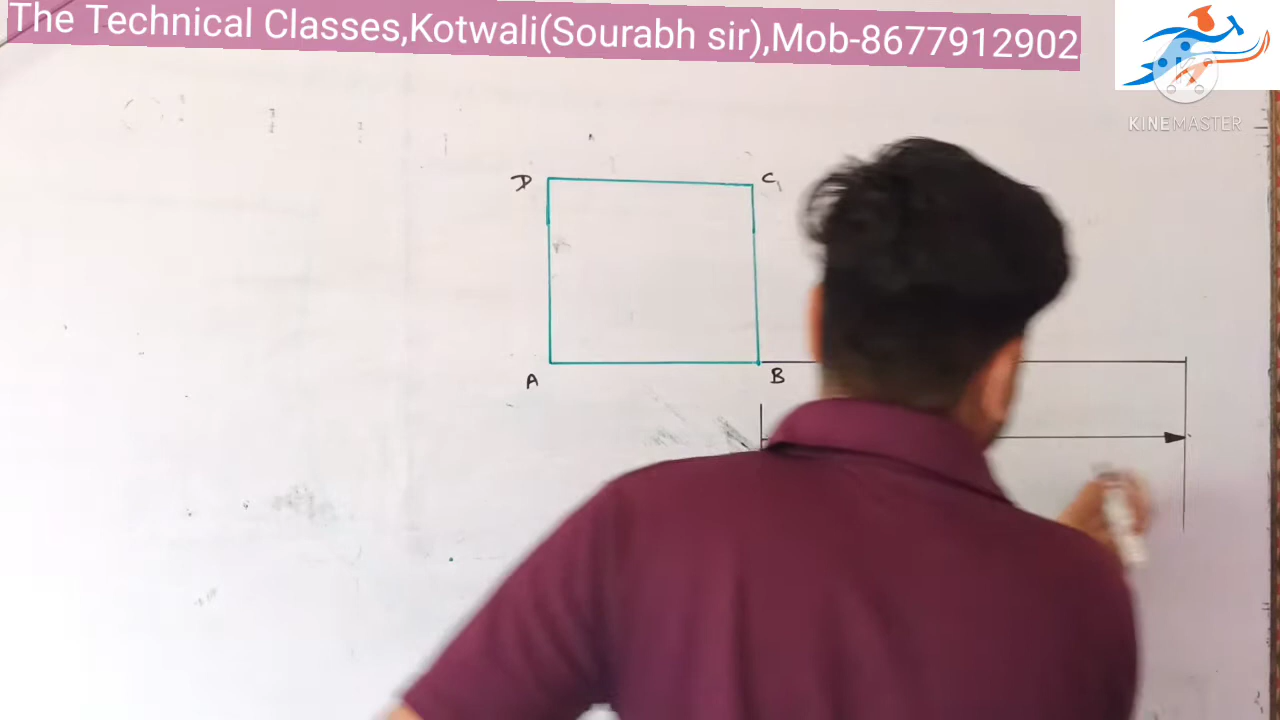 The Technical Classes,Kotwali(Sourabh sir),Mob-8677912902
KINEMASTER
D
C
A
B